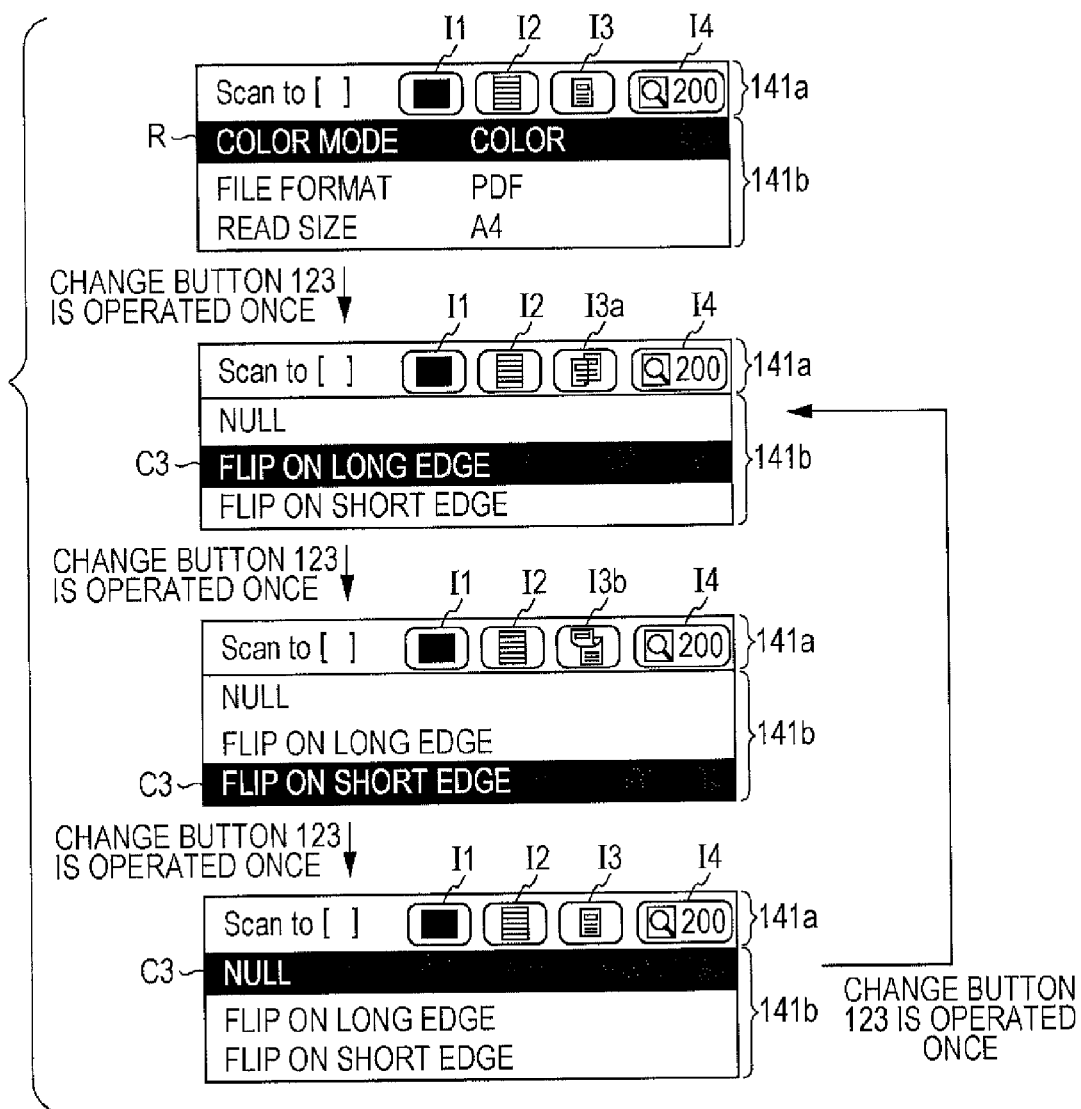 I1 I2 I3 I4
Scan to [ ] 200 141a
R COLOR MODE COLOR
FILE FORMAT PDF 141b
READ SIZE A4
CHANGE BUTTON 123
IS OPERATED ONCE
I1 I2 I3a I4
Scan to [ ] 200 141a
NULL
C3 FLIP ON LONG EDGE 141b
FLIP ON SHORT EDGE
CHANGE BUTTON 123
IS OPERATED ONCE
I1 I2 I3b I4
Scan to [ ] 200 141a
NULL
FLIP ON LONG EDGE 141b
C3 FLIP ON SHORT EDGE
CHANGE BUTTON 123
IS OPERATED ONCE
I1 I2 I3 I4
Scan to [ ] 200 141a
C3 NULL
FLIP ON LONG EDGE 141b
FLIP ON SHORT EDGE
CHANGE BUTTON
123 IS OPERATED
ONCE